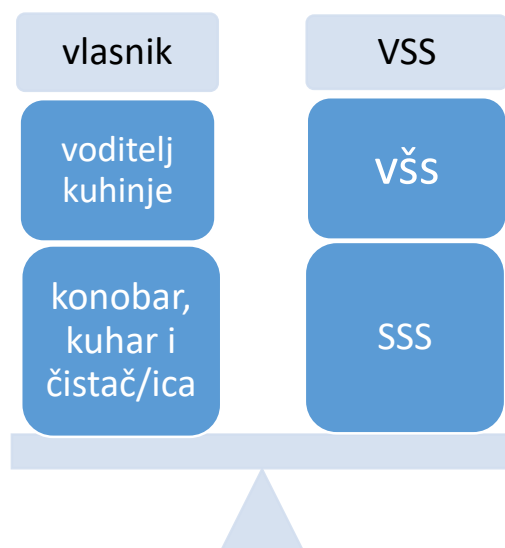 vlasnik
VSS
voditelj
kuhinje
VŠS
konobar,
kuhar i
čistač/ica
SSS